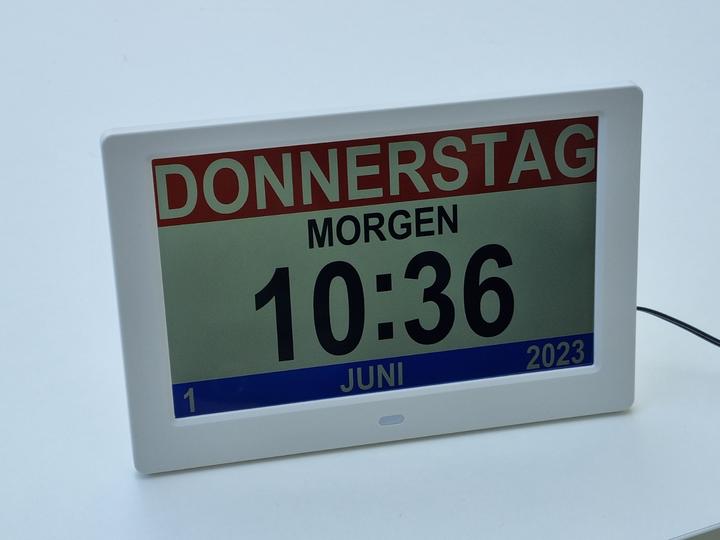 DONNERSTAG
MORGEN
10:36
1 JUNI 2023